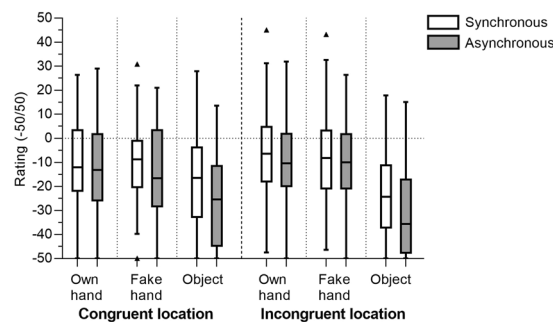 Synchronous
Asynchronous
Rating (-50/50)
50
40
30
20
10
0
-10
-20
-30
-40
-50
Own hand
Fake hand
Object
Own hand
Fake hand
Object
Congruent location
Incongruent location